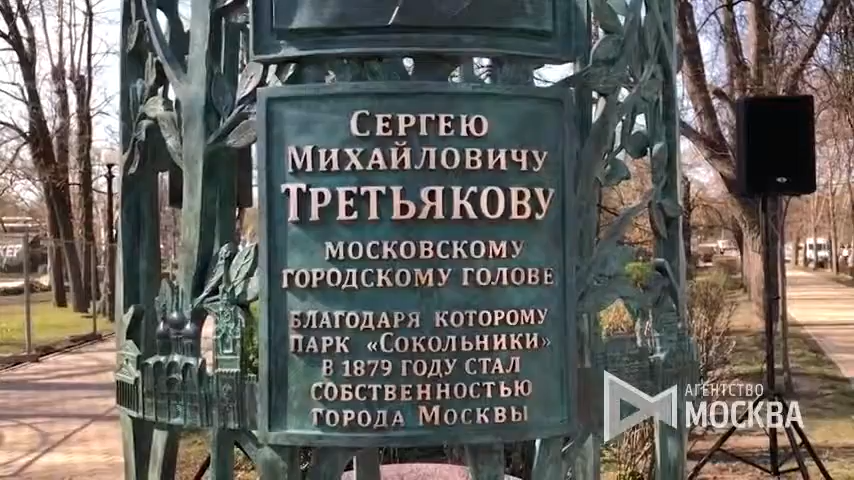 Сергею
Михайловичу
Третьякову
московскому
городскому голове
благодаря которому
парк «Сокольники»
в 1879 году стал
собственностью
города Москвы
АГЕНТСТВО
МОСКВА